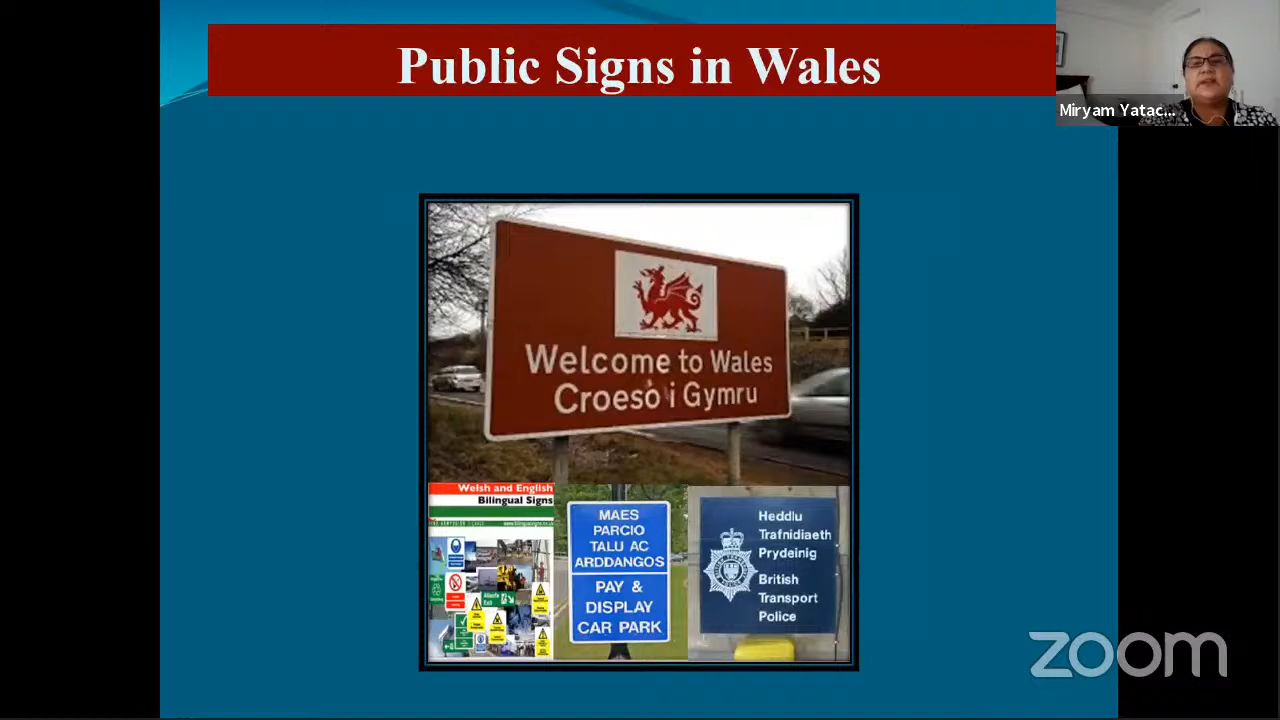 Public Signs in Wales
Miryam Yatac...
Welcome to Wales
Croeso i Gymru
Welsh and English
Bilingual Signs
MAES
PARCIO
TALU AC
ARDDANGOS
PAY &
DISPLAY
CAR PARK
Heddlu
Trafnidiaeth
Prydeinig
British
Transport
Police
zoom